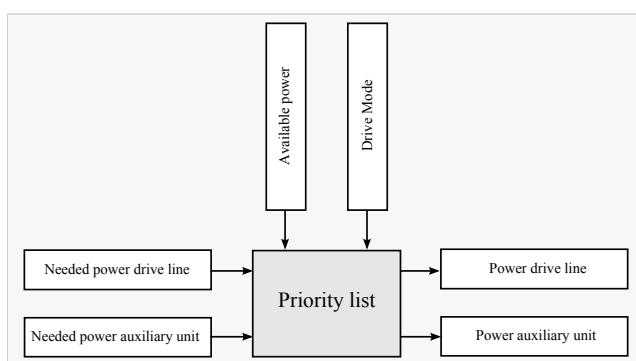 Available power
Drive Mode
Needed power drive line
Priority list
Power drive line
Needed power auxiliary unit
Power auxiliary unit